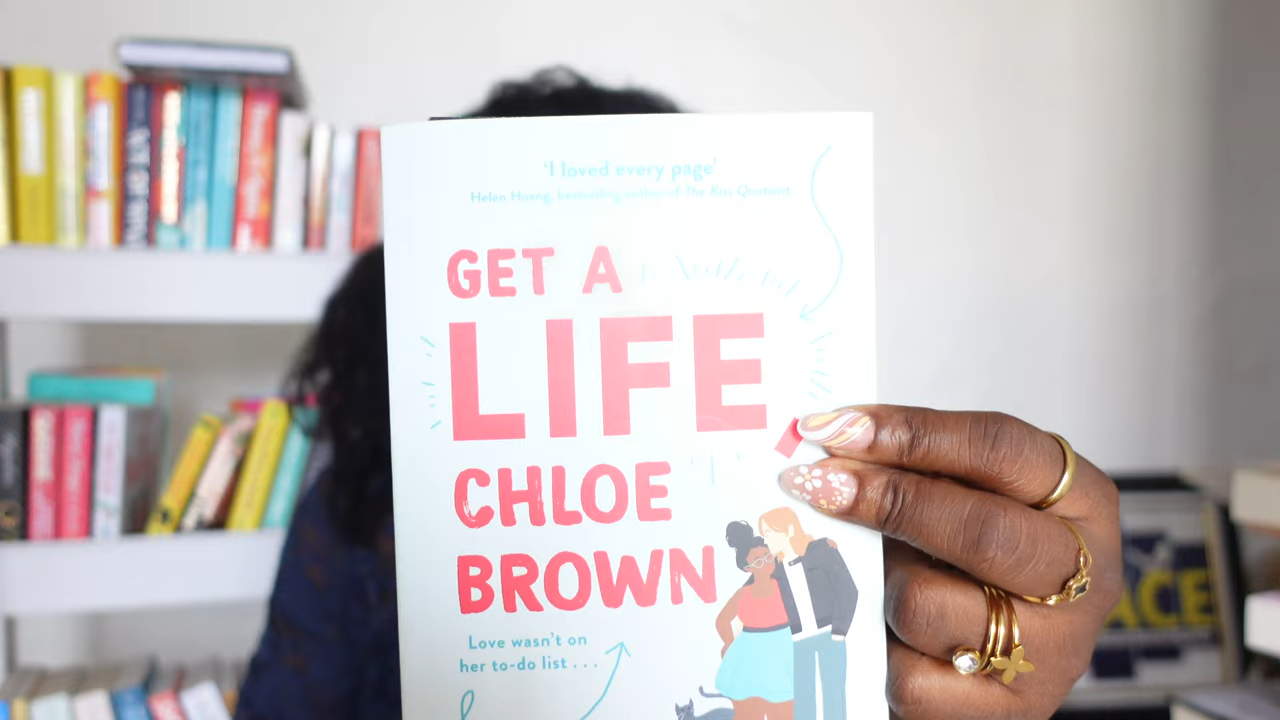 'I loved every page'
Helen Hoang, bestselling author of The Kiss Quotient
GET A
LIFE
CHLOE
BROWN
Love wasn't on
her to-do list . . .
ACE